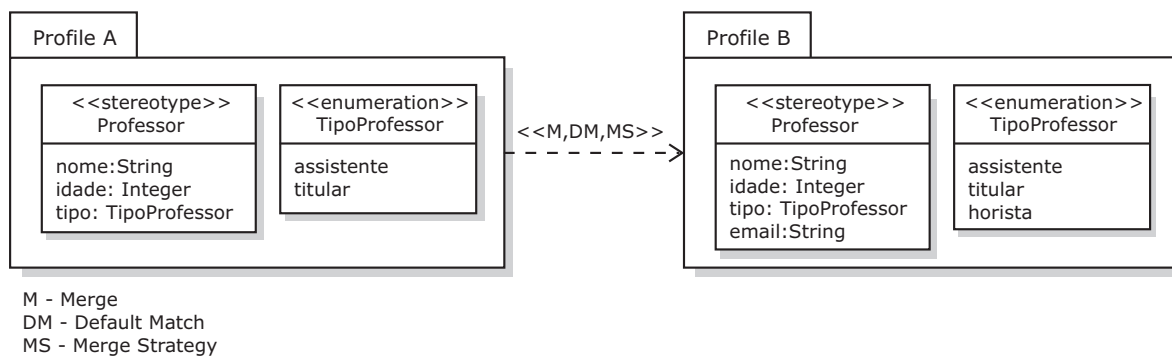 Profile A
<<stereotype>>
Professor
nome:String
idade: Integer
tipo: TipoProfessor
<<enumeration>>
TipoProfessor
assistente
titular
<<M,DM,MS>>
Profile B
<<stereotype>>
Professor
nome:String
idade: Integer
tipo: TipoProfessor
email:String
<<enumeration>>
TipoProfessor
assistente
titular
horista
M - Merge
DM - Default Match
MS - Merge Strategy